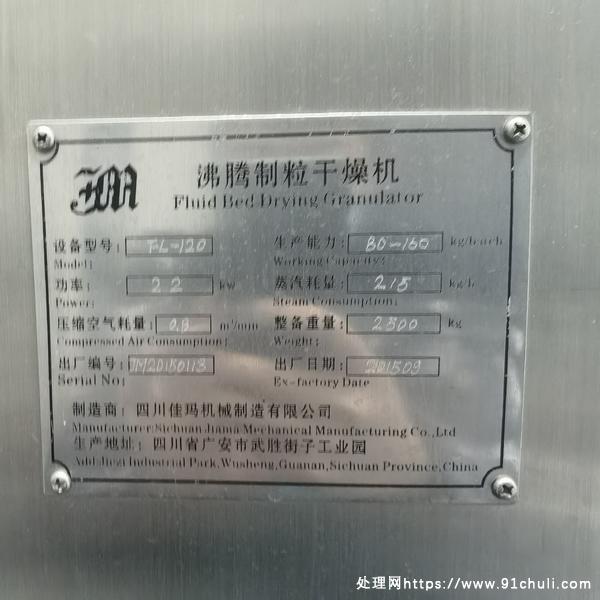 JM
沸腾制粒干燥机
Fluid Bed Drying Granulator
设备型号: FL-120 生产能力: 80-160 kg/batch
Model: Working Capacity:
功率: 22 kw 蒸汽耗量: 215 kg/h
Power: Steam Consumption:
压缩空气耗量: 0.9 m³/min 整备重量: 2500 kg
Compressed Air Consumption: Weight:
出厂编号: JM20150113 出厂日期: 201509
Serial No: Ex-factory Date
制造商: 四川佳玛机械制造有限公司
Manufacturer:Sichuan Jiama Mechanical Manufacturing Co.,Ltd
生产地址: 四川省广安市武胜街子工业园
Add:Jiezi Industrial Park,Wusheng,Guanan,Sichuan Province,China
处理网https://www.91chuli.com